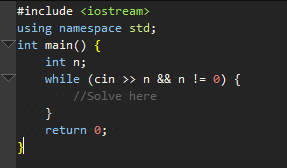 #include <iostream>
using namespace std;
int main() {
    int n;
    while (cin >> n && n != 0) {
        //Solve here
    }
    return 0;
}